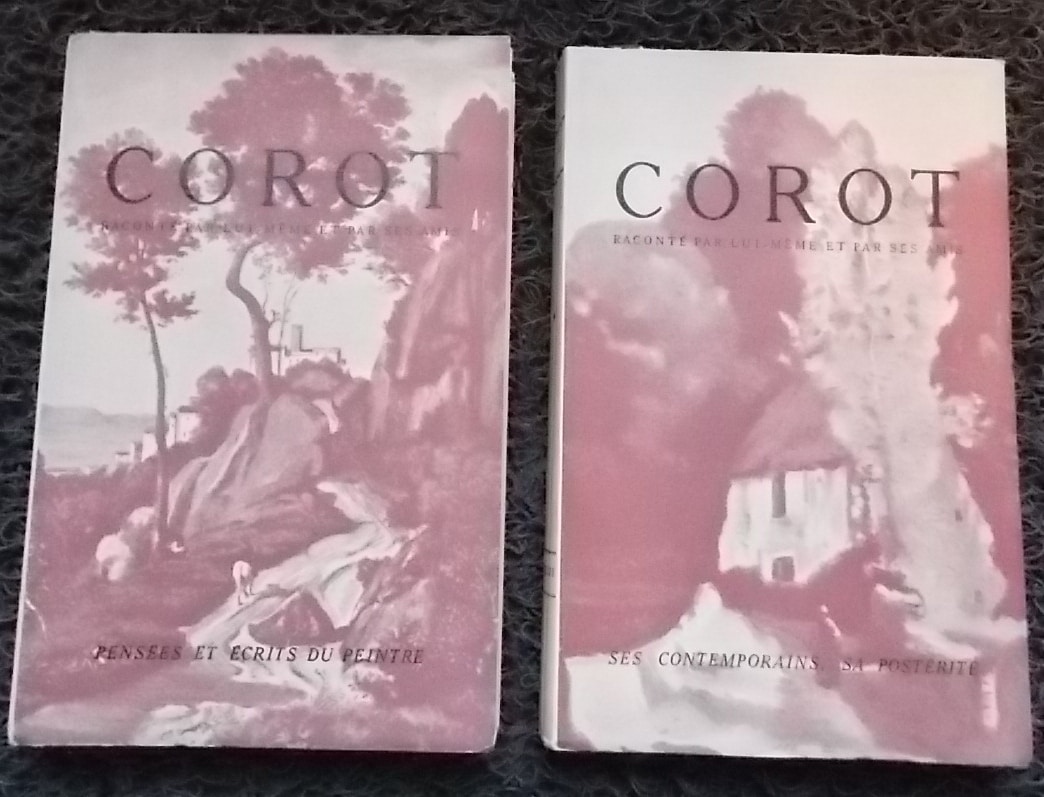 COROT
RACONTÉ PAR LUI-MÊME ET PAR SES AMIS
PENSÉES ET ÉCRITS DU PEINTRE
COROT
RACONTÉ PAR LUI-MÊME ET PAR SES AMIS
SES CONTEMPORAINS, SA POSTÉRITÉ